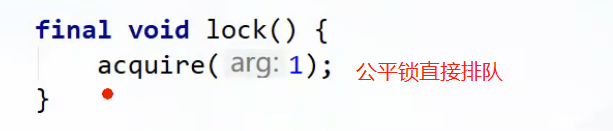 final void lock() {
acquire( arg: 1); 公平锁直接排队
}